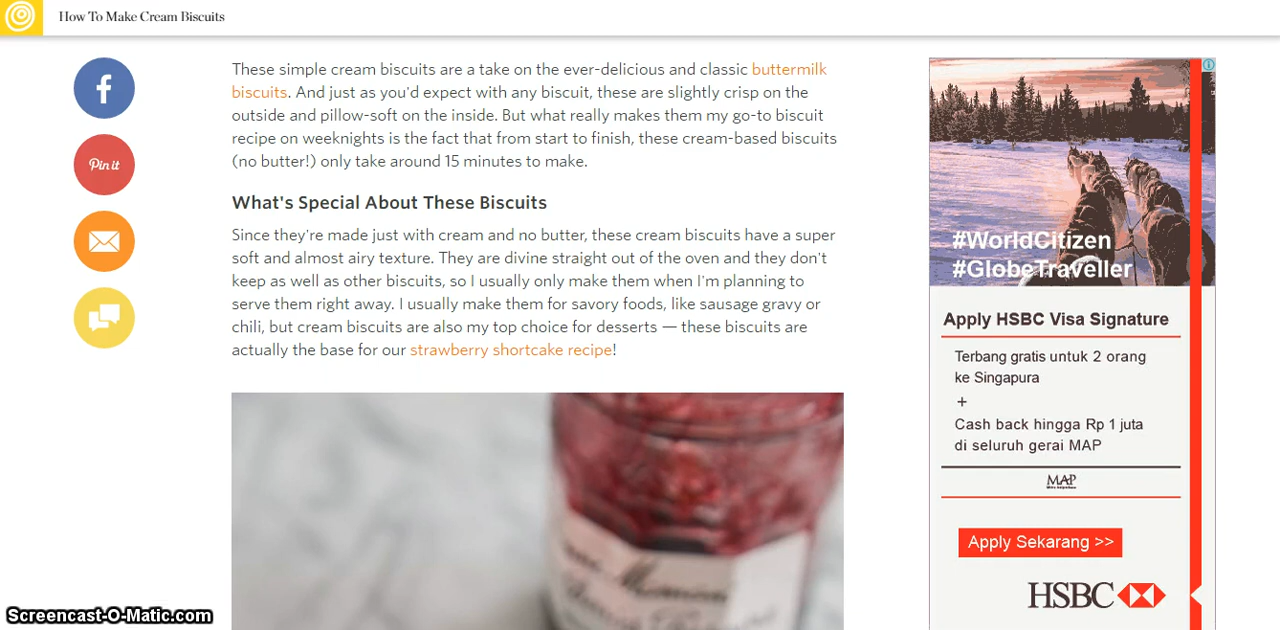 How To Make Cream Biscuits
Pin it
These simple cream biscuits are a take on the ever-delicious and classic buttermilk
biscuits. And just as you'd expect with any biscuit, these are slightly crisp on the
outside and pillow-soft on the inside. But what really makes them my go-to biscuit
recipe on weeknights is the fact that from start to finish, these cream-based biscuits
(no butter!) only take around 15 minutes to make.
What's Special About These Biscuits
Since they're made just with cream and no butter, these cream biscuits have a super
soft and almost airy texture. They are divine straight out of the oven and they don't
keep as well as other biscuits, so I usually only make them when I'm planning to
serve them right away. I usually make them for savory foods, like sausage gravy or
chili, but cream biscuits are also my top choice for desserts — these biscuits are
actually the base for our strawberry shortcake recipe!
#WorldCitizen
#GlobeTraveller
Apply HSBC Visa Signature
Terbang gratis untuk 2 orang
ke Singapura
+
Cash back hingga Rp 1 juta
di seluruh gerai MAP
MAP
Apply Sekarang >>
HSBC
Screencast-O-Matic.com